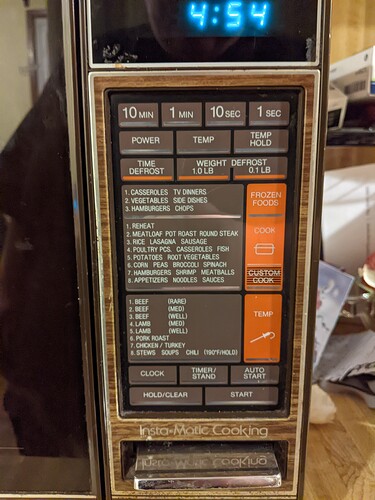 4:54
10 MIN 1 MIN 10 SEC 1 SEC
POWER TEMP TEMP HOLD
TIME DEFROST WEIGHT DEFROST 1.0 LB 0.1 LB
1. CASSEROLES TV DINNERS
2. VEGETABLES SIDE DISHES
3. HAMBURGERS CHOPS
FROZEN FOODS
1. REHEAT
2. MEATLOAF POT ROAST ROUND STEAK
3. RICE LASAGNA SAUSAGE
4. POULTRY PCS. CASSEROLES FISH
5. POTATOES ROOT VEGETABLES
6. CORN PEAS BROCCOLI SPINACH
7. HAMBURGERS SHRIMP MEATBALLS
8. APPETIZERS NOODLES SAUCES
COOK
CUSTOM COOK
1. BEEF (RARE)
2. BEEF (MED)
3. BEEF (WELL)
4. LAMB (MED)
5. LAMB (WELL)
6. PORK ROAST
7. CHICKEN / TURKEY
8. STEWS SOUPS CHILI (190°F/HOLD)
TEMP
CLOCK TIMER/STAND AUTO START
HOLD/CLEAR START
Insta-Matic Cooking